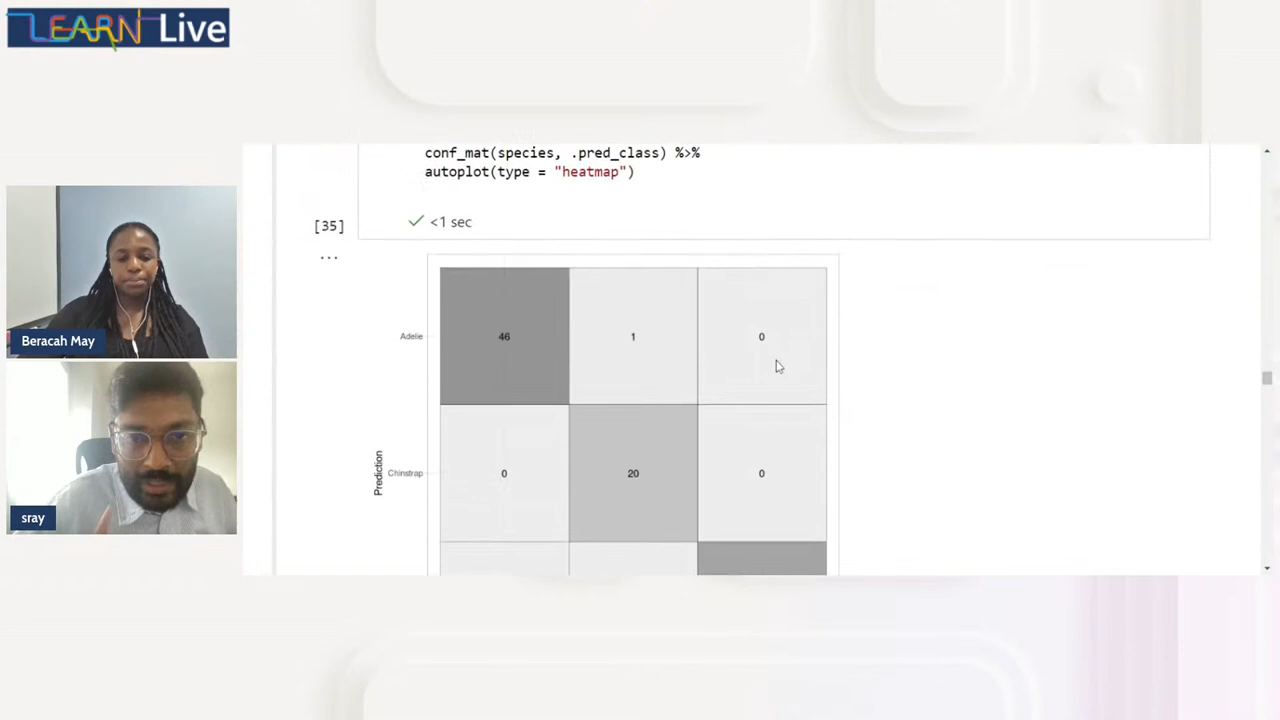 LEARN Live
conf_mat(species, .pred_class) %>%
autoplot(type = "heatmap")
[35]
<1 sec
...
Adelie
46
1
0
Prediction
Chinstrap
0
20
0
Beracah May
sray